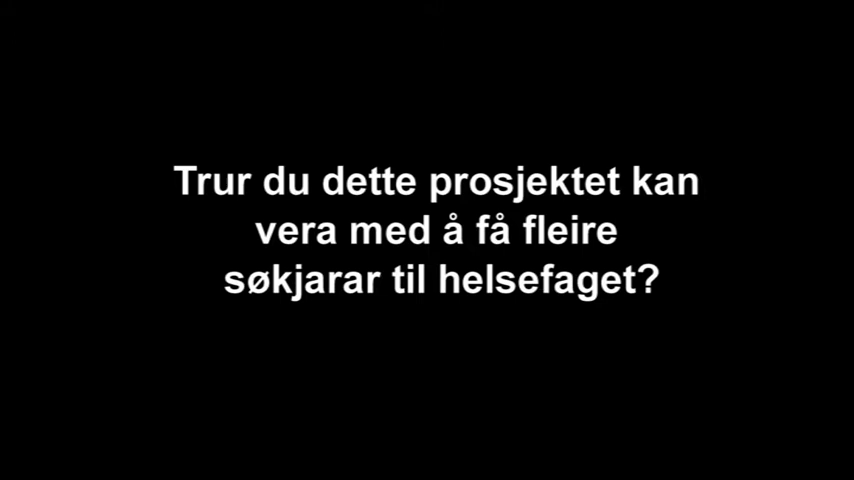 Trur du dette prosjektet kan
vera med å få fleire
søkjarar til helsefaget?